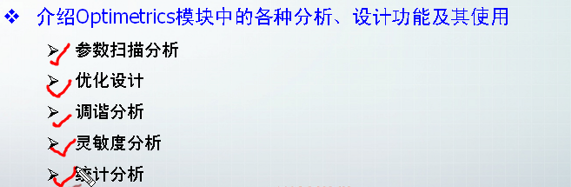 介绍Optimetrics模块中的各种分析、设计功能及其使用
参数扫描分析
优化设计
调谐分析
灵敏度分析
统计分析